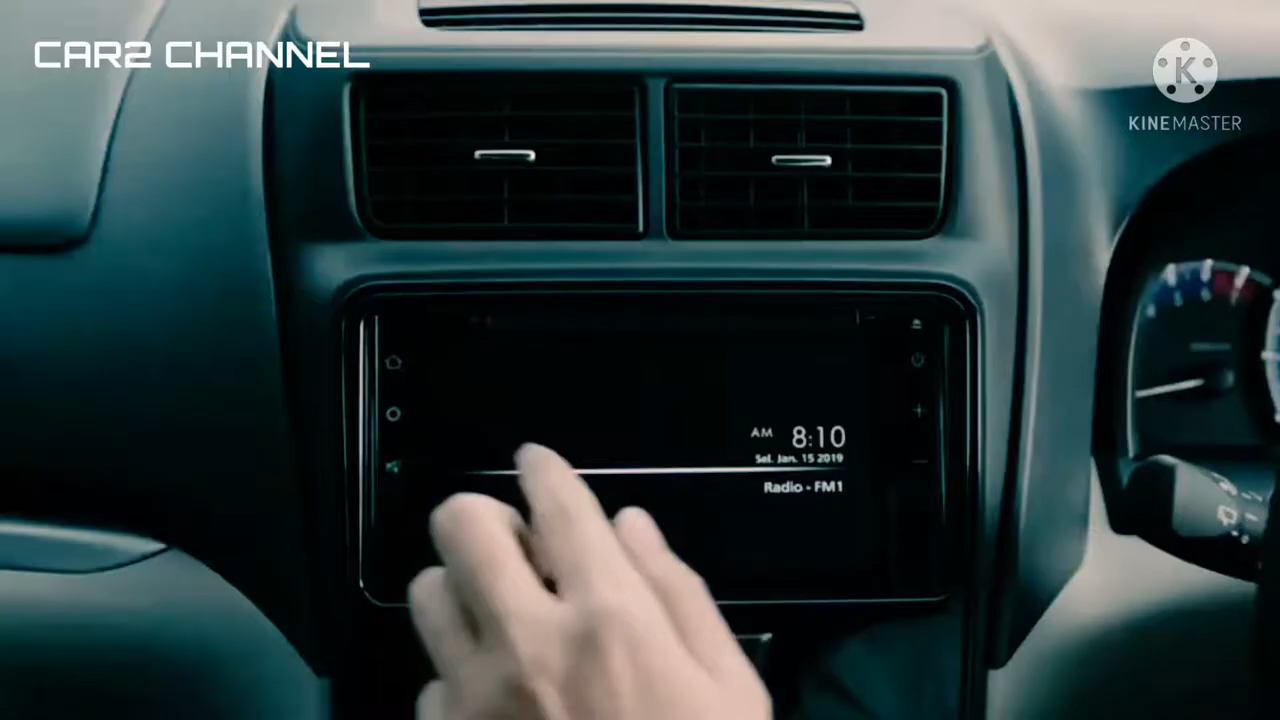 CAR2 CHANNEL
K
KINEMASTER
AM 8:10
Sel. Jan. 15 2019
Radio - FM1